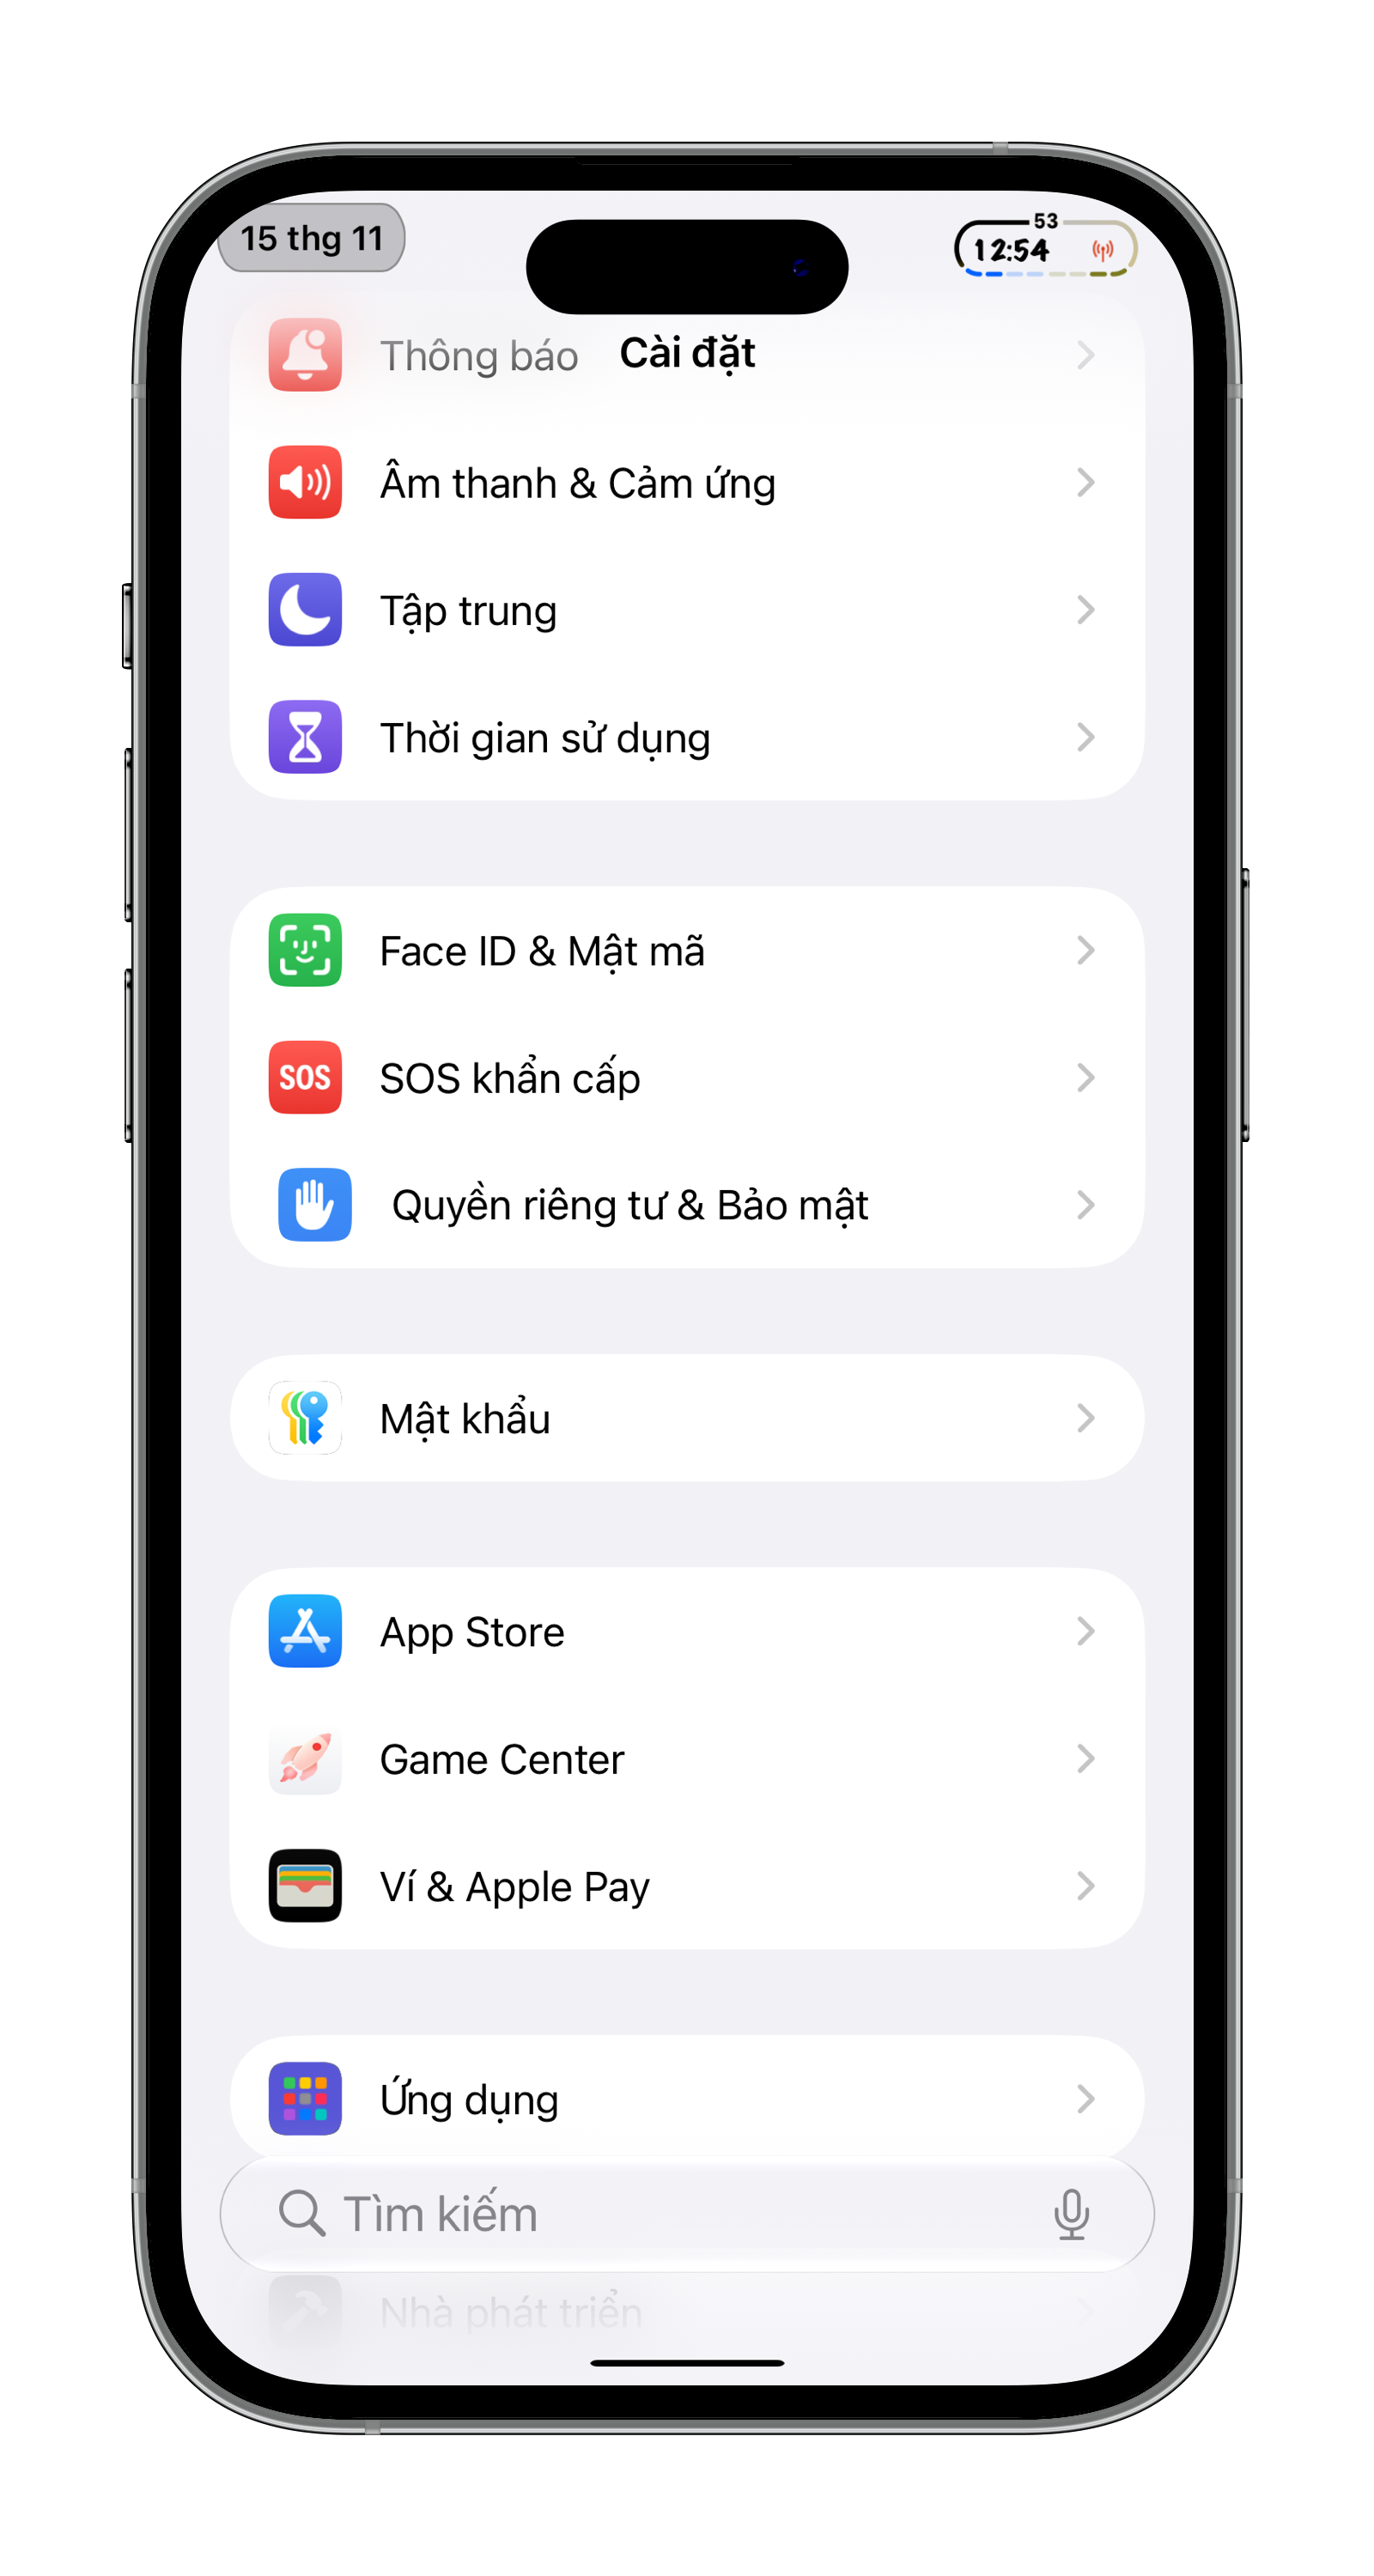 15 thg 11
53
12:54
Thông báo
Cài đặt
Âm thanh & Cảm ứng
Tập trung
Thời gian sử dụng
Face ID & Mật mã
SOS
SOS khẩn cấp
Quyền riêng tư & Bảo mật
Mật khẩu
App Store
Game Center
Ví & Apple Pay
Ứng dụng
Tìm kiếm
Nhà phát triển